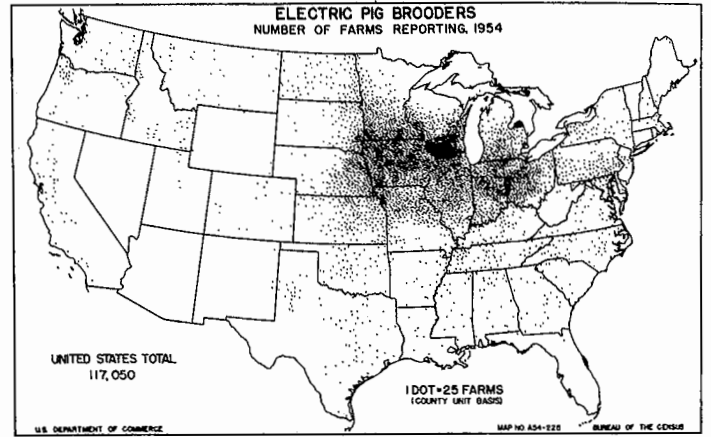 ELECTRIC PIG BROODERS
NUMBER OF FARMS REPORTING, 1954
UNITED STATES TOTAL
117,050
1 DOT=25 FARMS
(COUNTY UNIT BASIS)
U.S. DEPARTMENT OF COMMERCE
MAP NO. A54-228
BUREAU OF THE CENSUS